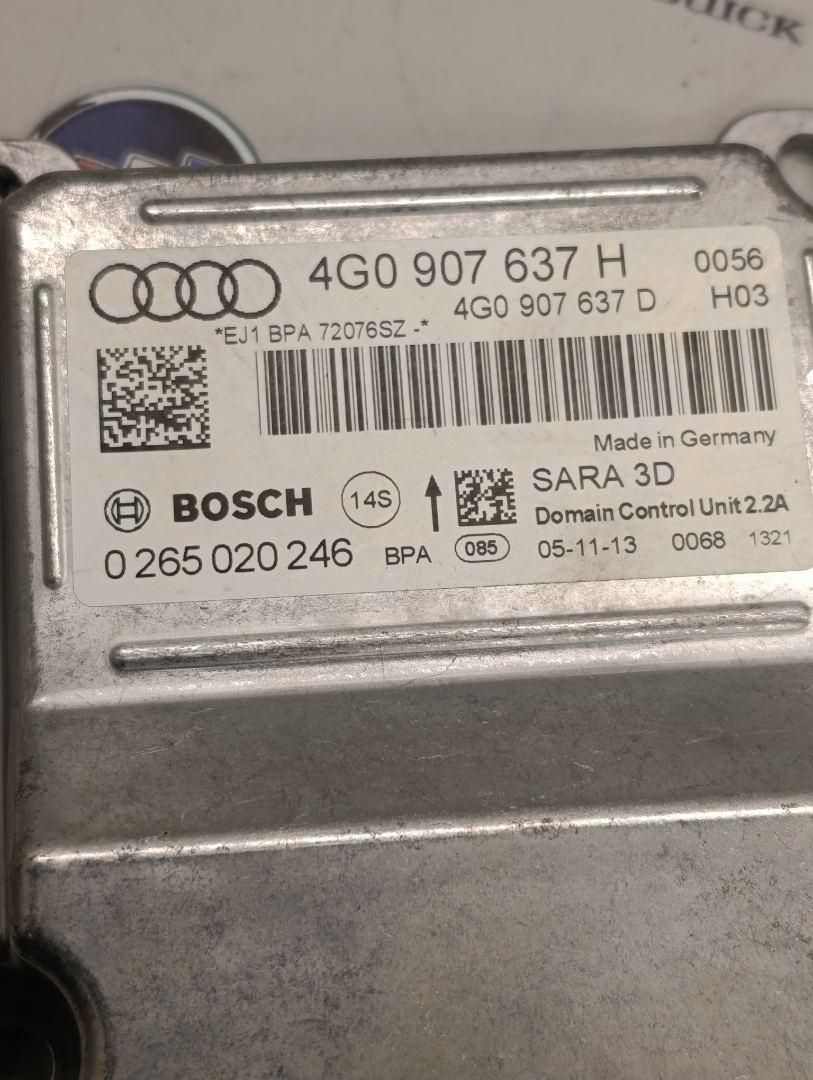 BUICK
4G0 907 637 H 0056
4G0 907 637 D H03
*EJ1 BPA 72076SZ -*
Made in Germany
BOSCH 14S SARA 3D
Domain Control Unit 2.2A
0 265 020 246 BPA 085 05-11-13 0068 1321